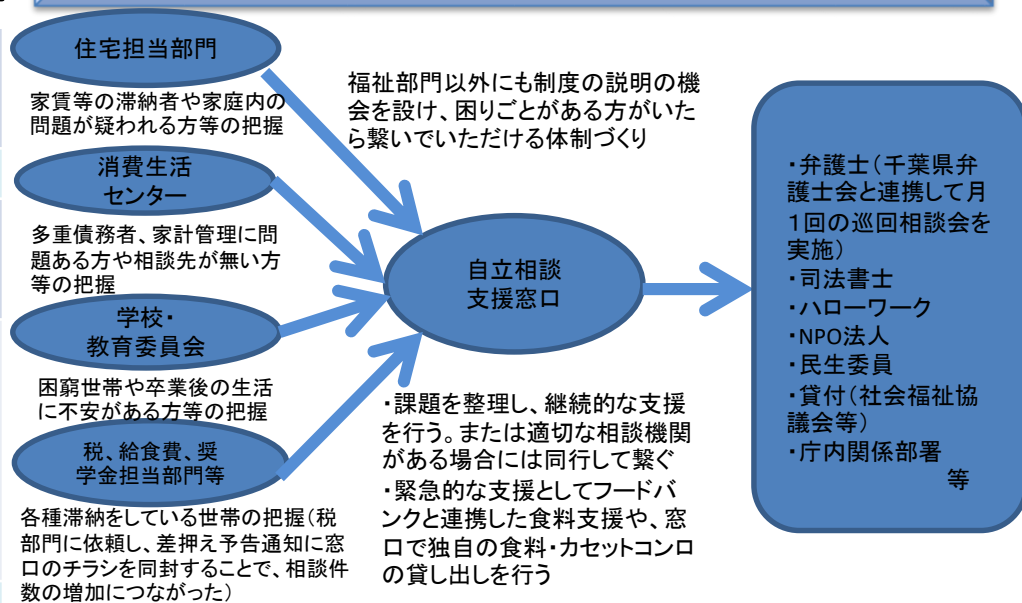 住宅担当部門
家賃等の滞納者や家庭内の
問題が疑われる方等の把握
消費生活
センター
多重債務者、家計管理に問
題ある方や相談先が無い方
等の把握
学校・
教育委員会
困窮世帯や卒業後の生活
に不安がある方等の把握
税、給食費、奨
学金担当部門等
各種滞納をしている世帯の把握(税
部門に依頼し、差押え予告通知に窓
口のチラシを同封することで、相談件
数の増加につながった)
福祉部門以外にも制度の説明の機
会を設け、困りごとがある方がいた
ら繋いでいただける体制づくり
自立相談
支援窓口
・課題を整理し、継続的な支援
を行う。または適切な相談機関
がある場合には同行して繋ぐ
・緊急的な支援としてフードバ
ンクと連携した食料支援や、窓
口で独自の食料・カセットコンロ
の貸し出しを行う
・弁護士(千葉県弁
護士会と連携して月
1回の巡回相談会を
実施)
・司法書士
・ハローワーク
・NPO法人
・民生委員
・貸付(社会福祉協
議会等)
・庁内関係部署
等